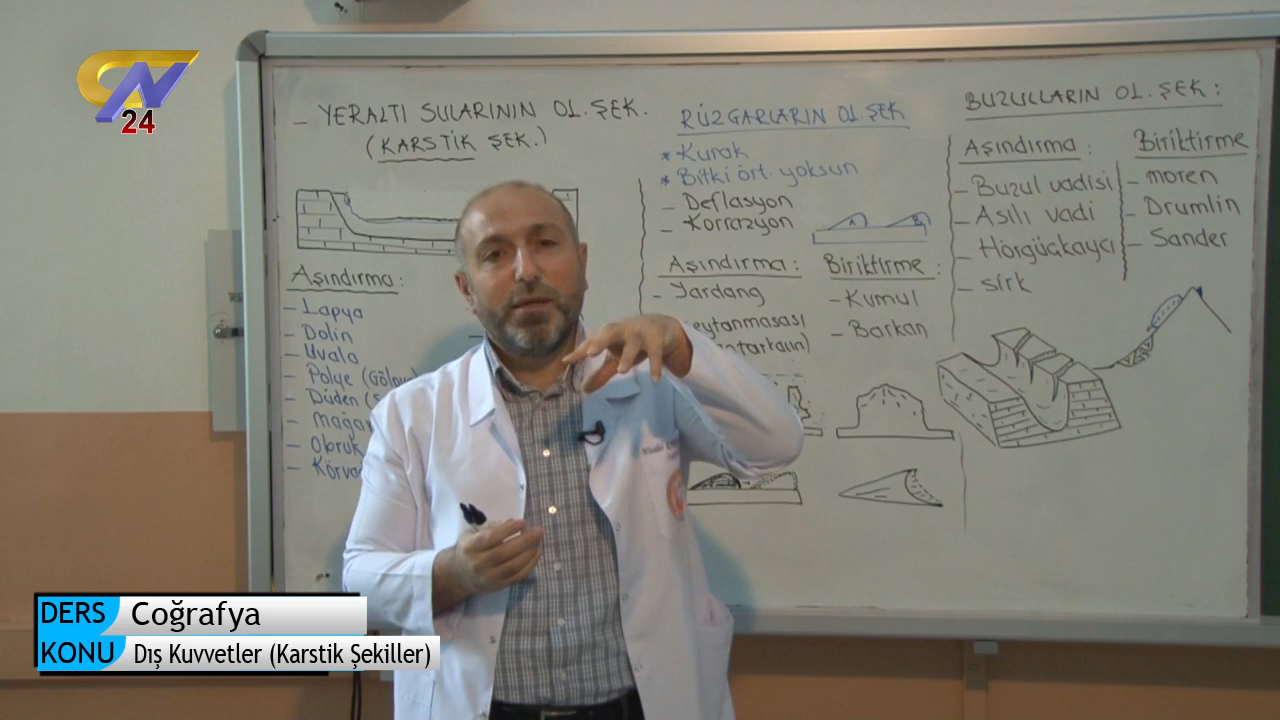 CN
24
YERALTI SULARININ OL.ŞEK.
(KARSTİK ŞEK.)
Aşındırma:
- Lapya
- Dolin
- Uvala
- Polye
- Düden
- Obruk
RÜZGARLARIN OL.ŞEK
* Kurak
* Bitki ört. yoksun
- Deflasyon
- Korrazyon
A B
Aşındırma:
- Yardang
Biriktirme:
- Kumul
- Barkan
BUZULLARIN OL.ŞEK:
Aşındırma:
- Buzul vadisi
- Asılı vadi
- Hörgüçkaya
- sirk
Biriktirme
- moren
- Drumlin
- Sander
DERS Coğrafya
KONU Dış Kuvvetler (Karstik Şekiller)